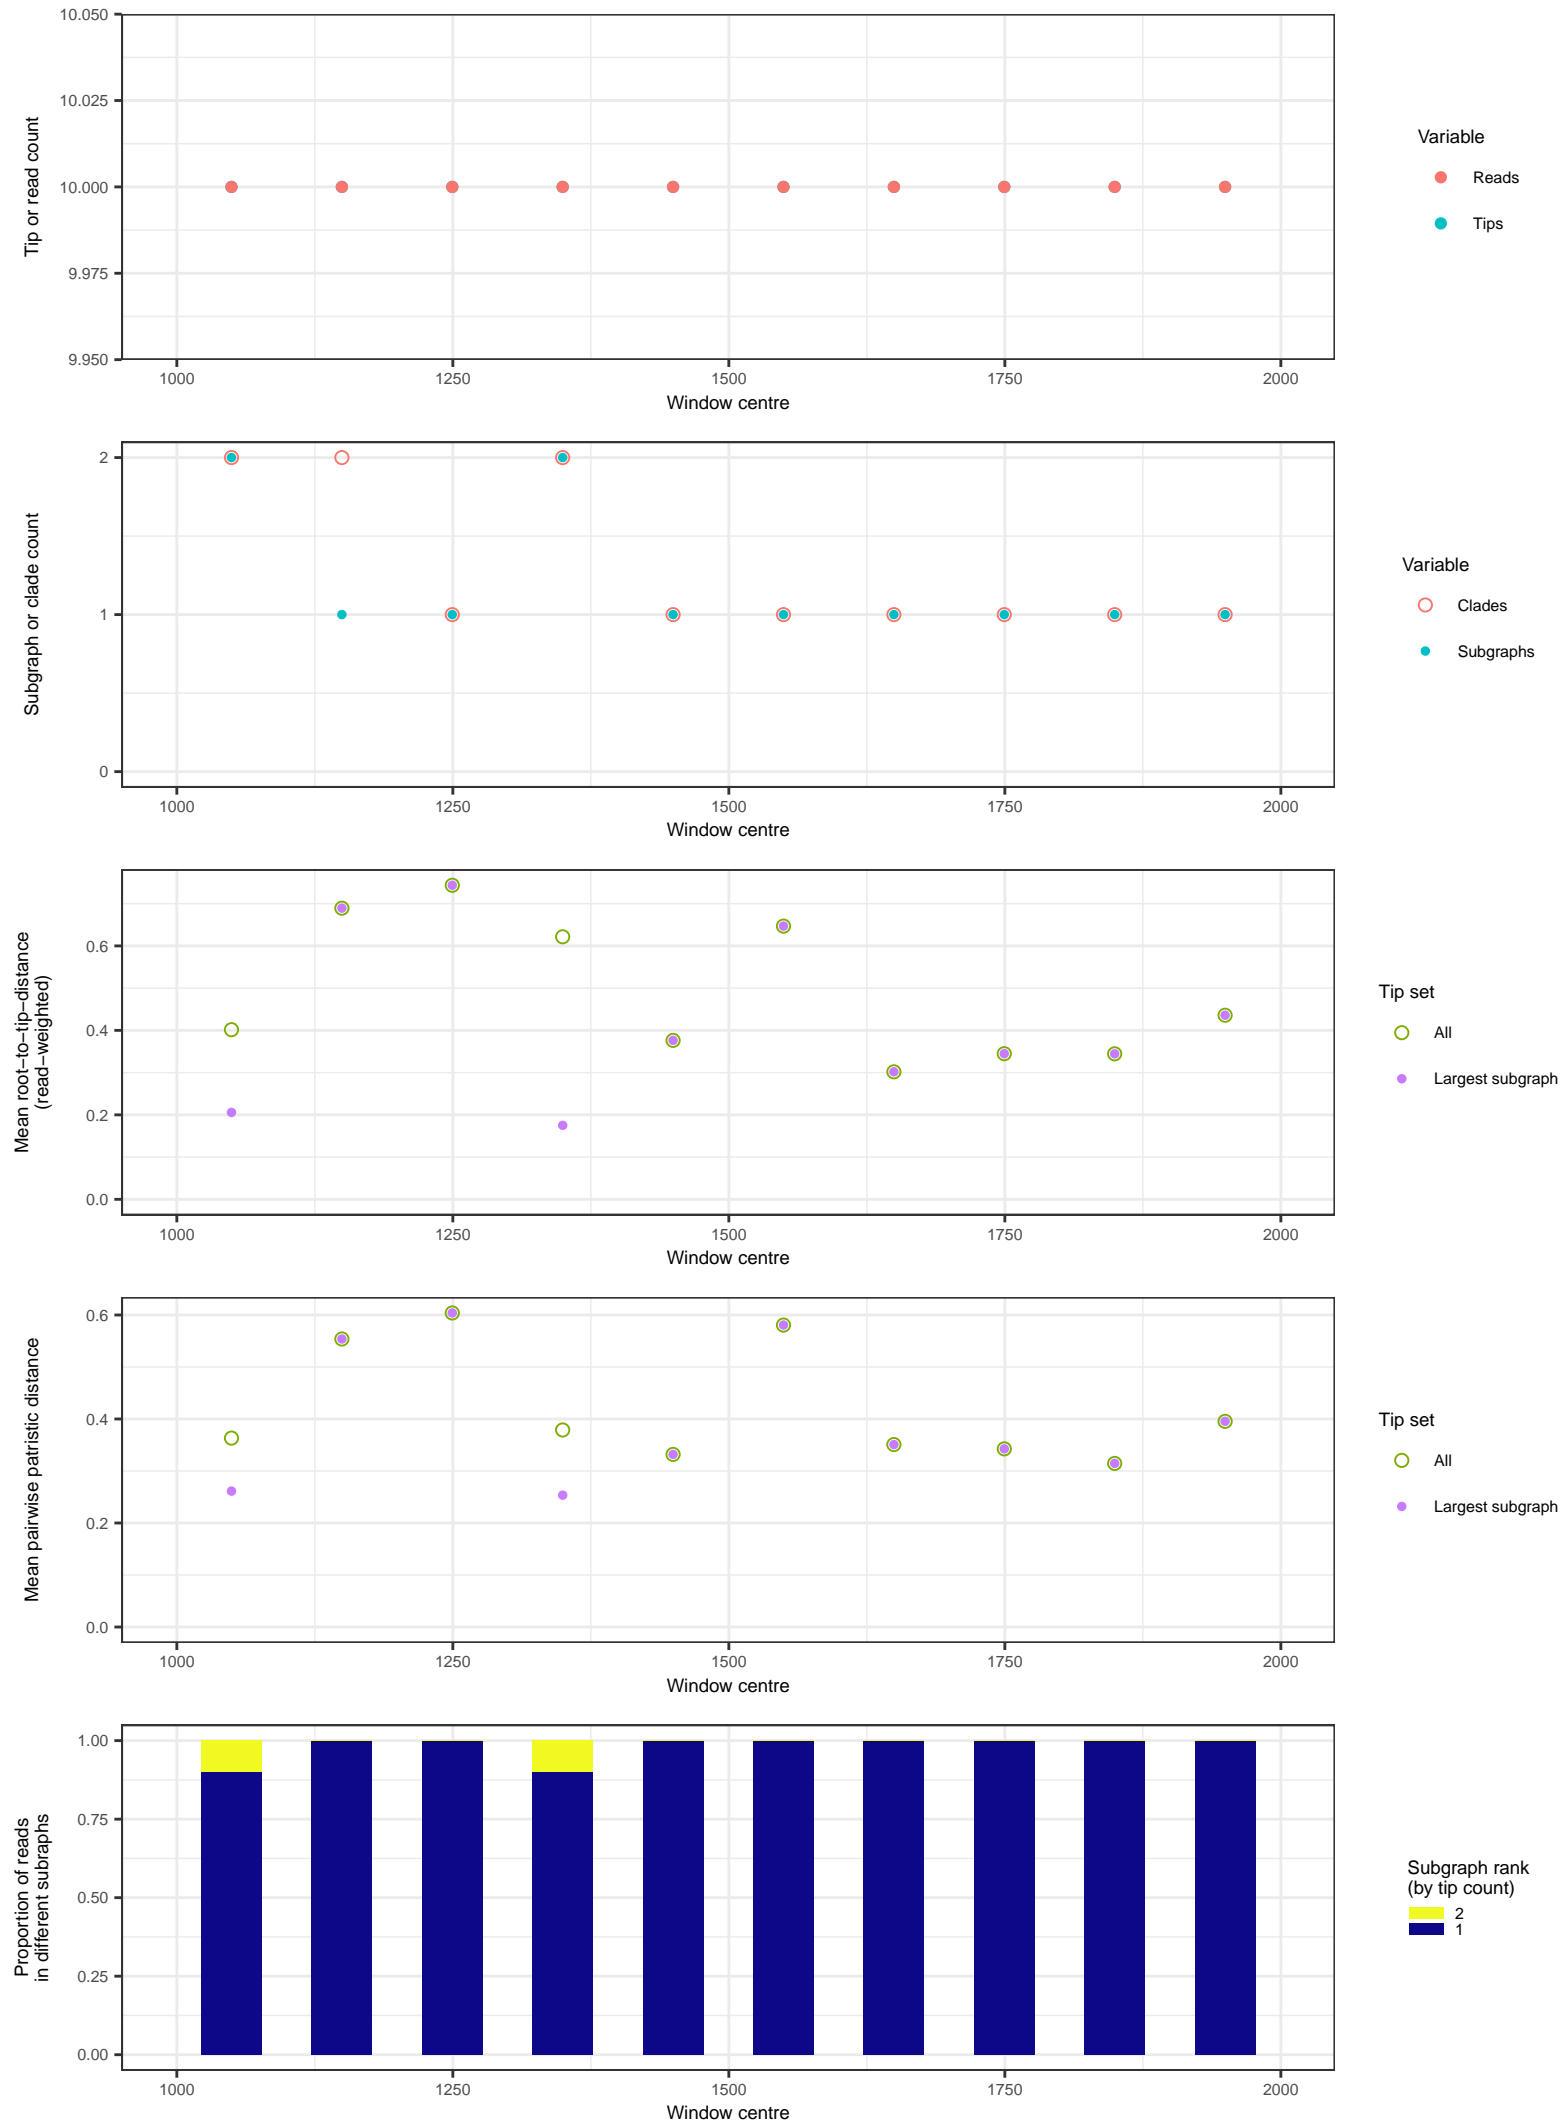 10.050
10.025
10.000
9.975
9.950
Tip or read count
1000 1250 1500 1750 2000
Window centre
Variable
Reads
Tips
2
1
0
Subgraph or clade count
1000 1250 1500 1750 2000
Window centre
Variable
Clades
Subgraphs
0.6
0.4
0.2
0.0
Mean root−to−tip−distance
(read−weighted)
1000 1250 1500 1750 2000
Window centre
Tip set
All
Largest subgraph
0.6
0.4
0.2
0.0
Mean pairwise patristic distance
1000 1250 1500 1750 2000
Window centre
Tip set
All
Largest subgraph
1.00
0.75
0.50
0.25
0.00
Proportion of reads
in different subraphs
1000 1250 1500 1750 2000
Window centre
Subgraph rank
(by tip count)
2
1